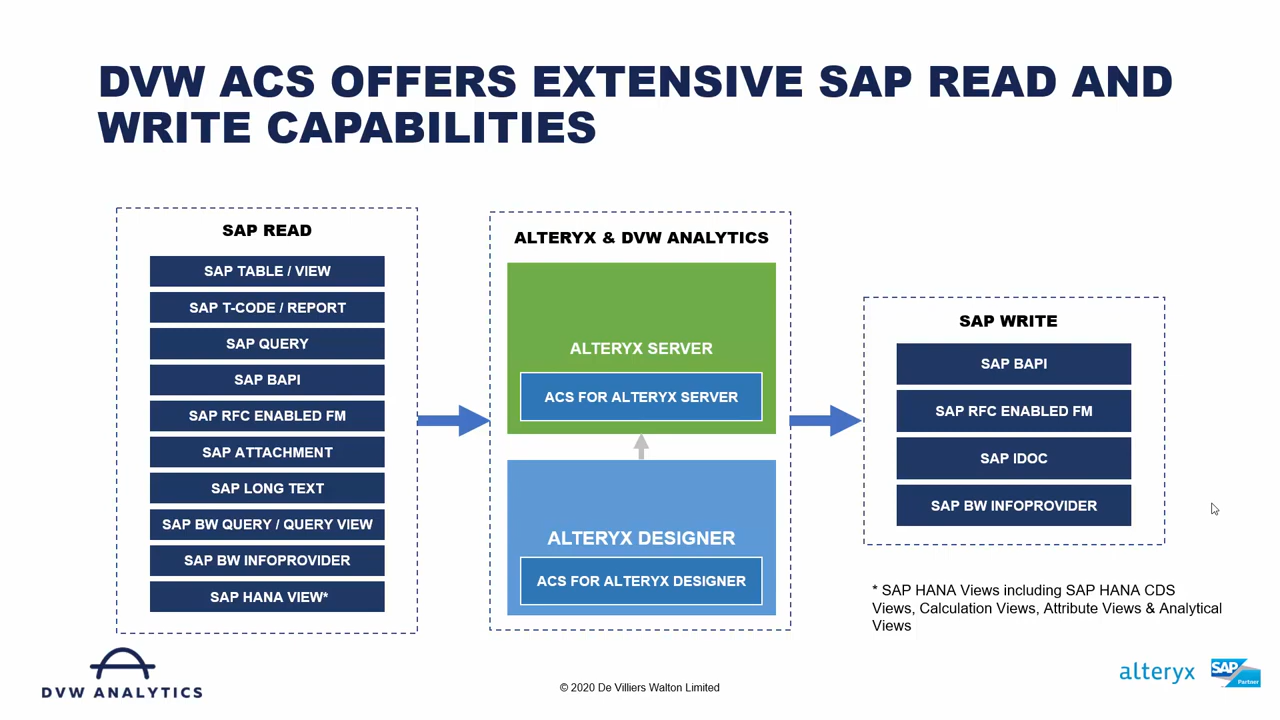 DVW ACS OFFERS EXTENSIVE SAP READ AND
WRITE CAPABILITIES
SAP READ
SAP TABLE / VIEW
SAP T-CODE / REPORT
SAP QUERY
SAP BAPI
SAP RFC ENABLED FM
SAP ATTACHMENT
SAP LONG TEXT
SAP BW QUERY / QUERY VIEW
SAP BW INFOPROVIDER
SAP HANA VIEW*
ALTERYX & DVW ANALYTICS
ALTERYX SERVER
ACS FOR ALTERYX SERVER
ALTERYX DESIGNER
ACS FOR ALTERYX DESIGNER
SAP WRITE
SAP BAPI
SAP RFC ENABLED FM
SAP IDOC
SAP BW INFOPROVIDER
* SAP HANA Views including SAP HANA CDS
Views, Calculation Views, Attribute Views & Analytical
Views
DVW ANALYTICS
© 2020 De Villiers Walton Limited
alteryx
SAP
Partner